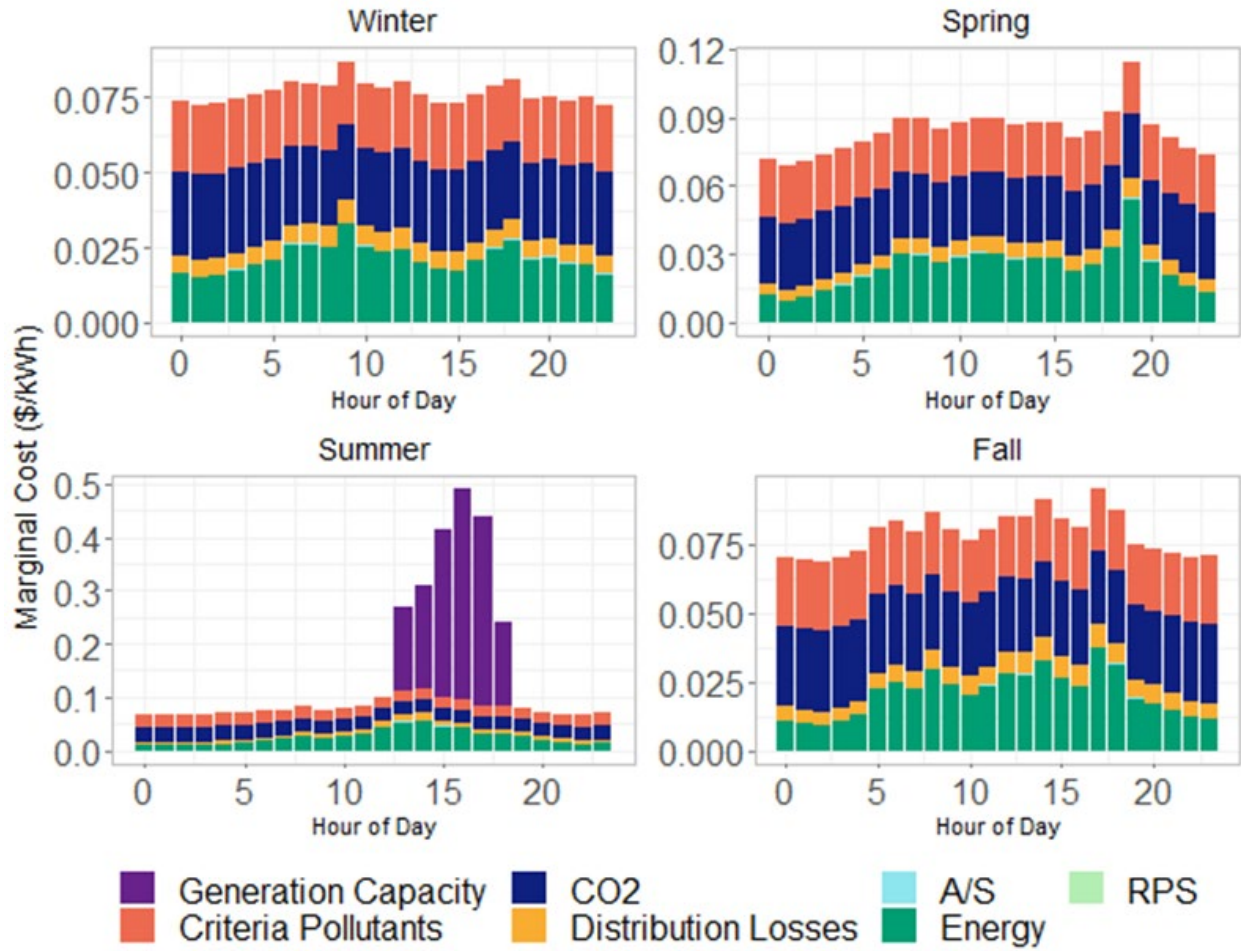 Winter
Spring
0.075
0.050
0.025
0.000
0 5 10 15 20
Hour of Day
0.12
0.09
0.06
0.03
0.00
0 5 10 15 20
Hour of Day
Marginal Cost ($/kWh)
Summer
Fall
0.5
0.4
0.3
0.2
0.1
0.0
0 5 10 15 20
Hour of Day
0.075
0.050
0.025
0.000
0 5 10 15 20
Hour of Day
Generation Capacity CO2 A/S RPS
Criteria Pollutants Distribution Losses Energy